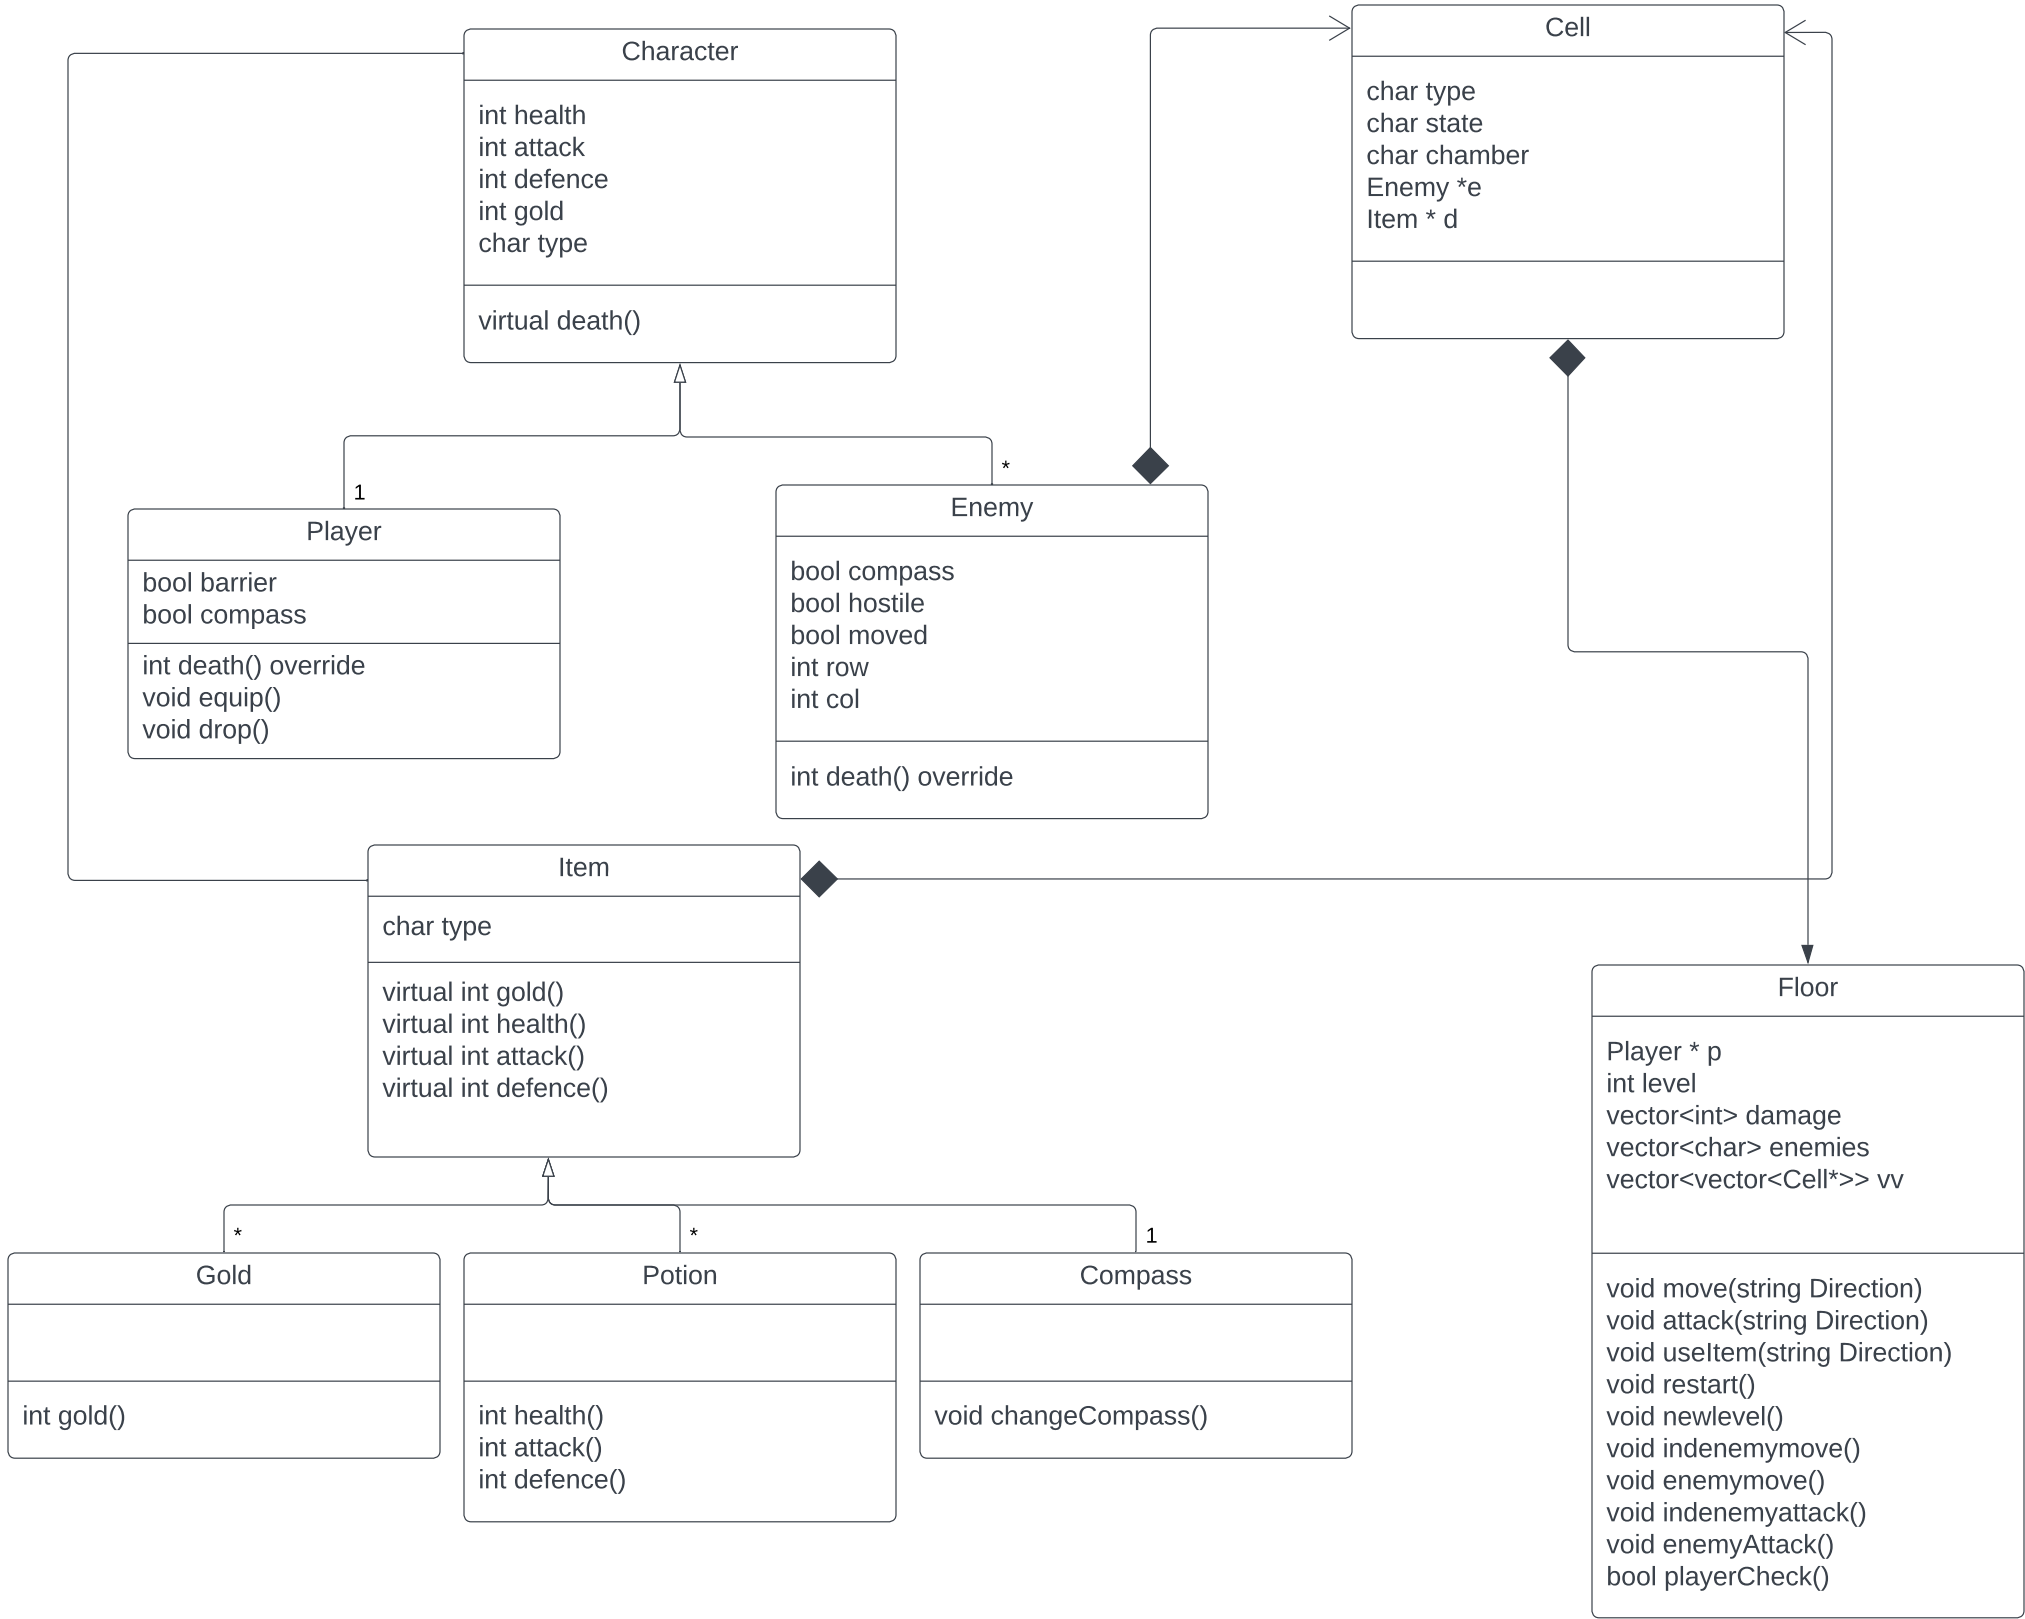 Character
int health
int attack
int defence
int gold
char type
virtual death()
Cell
char type
char state
char chamber
Enemy *e
Item * d
1
*
Player
bool barrier
bool compass
int death() override
void equip()
void drop()
Enemy
bool compass
bool hostile
bool moved
int row
int col
int death() override
Item
char type
virtual int gold()
virtual int health()
virtual int attack()
virtual int defence()
Floor
Player * p
int level
vector<int> damage
vector<char> enemies
vector<vector<Cell*>> vv
void move(string Direction)
void attack(string Direction)
void useItem(string Direction)
void restart()
void newlevel()
void indenemymove()
void enemymove()
void indenemyattack()
void enemyAttack()
bool playerCheck()
*
*
1
Gold
int gold()
Potion
int health()
int attack()
int defence()
Compass
void changeCompass()